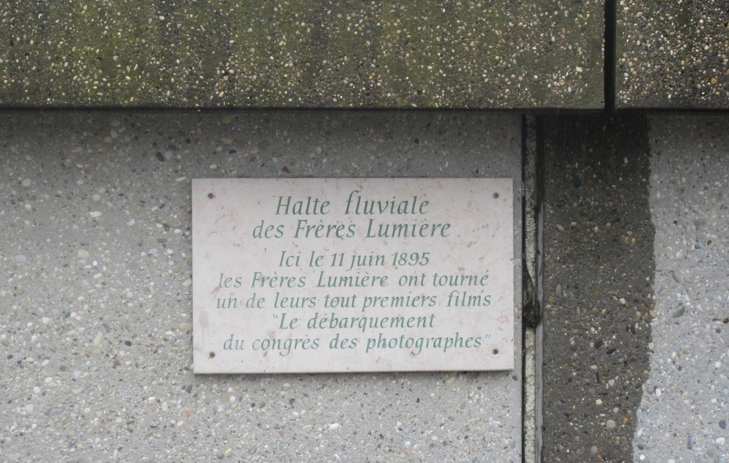 Halte fluviale
des Frères Lumière
Ici le 11 juin 1895
les Frères Lumière ont tourné
un de leurs tout premiers films
"Le débarquement
du congrès des photographes"